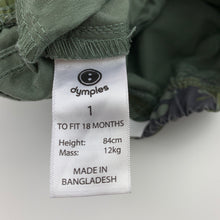 dymples
1
TO FIT 18 MONTHS
Height: 84cm
Mass: 12kg
MADE IN
BANGLADESH